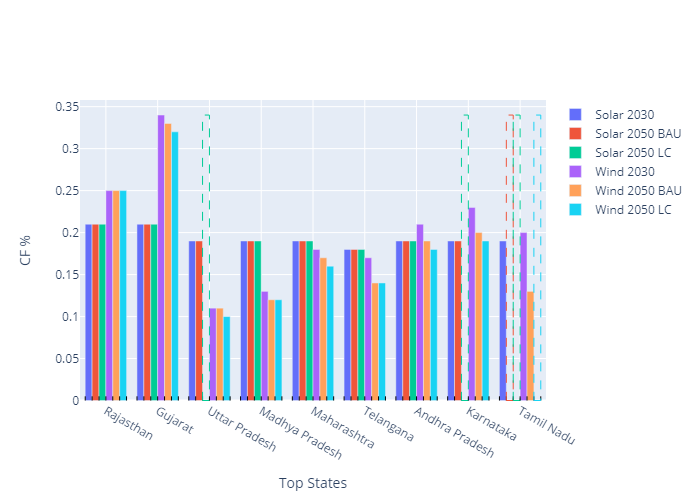 Solar 2030
Solar 2050 BAU
Solar 2050 LC
Wind 2030
Wind 2050 BAU
Wind 2050 LC
0.35
0.3
0.25
0.2
0.15
0.1
0.05
0
CF %
Rajasthan
Gujarat
Uttar Pradesh
Madhya Pradesh
Maharashtra
Telangana
Andhra Pradesh
Karnataka
Tamil Nadu
Top States